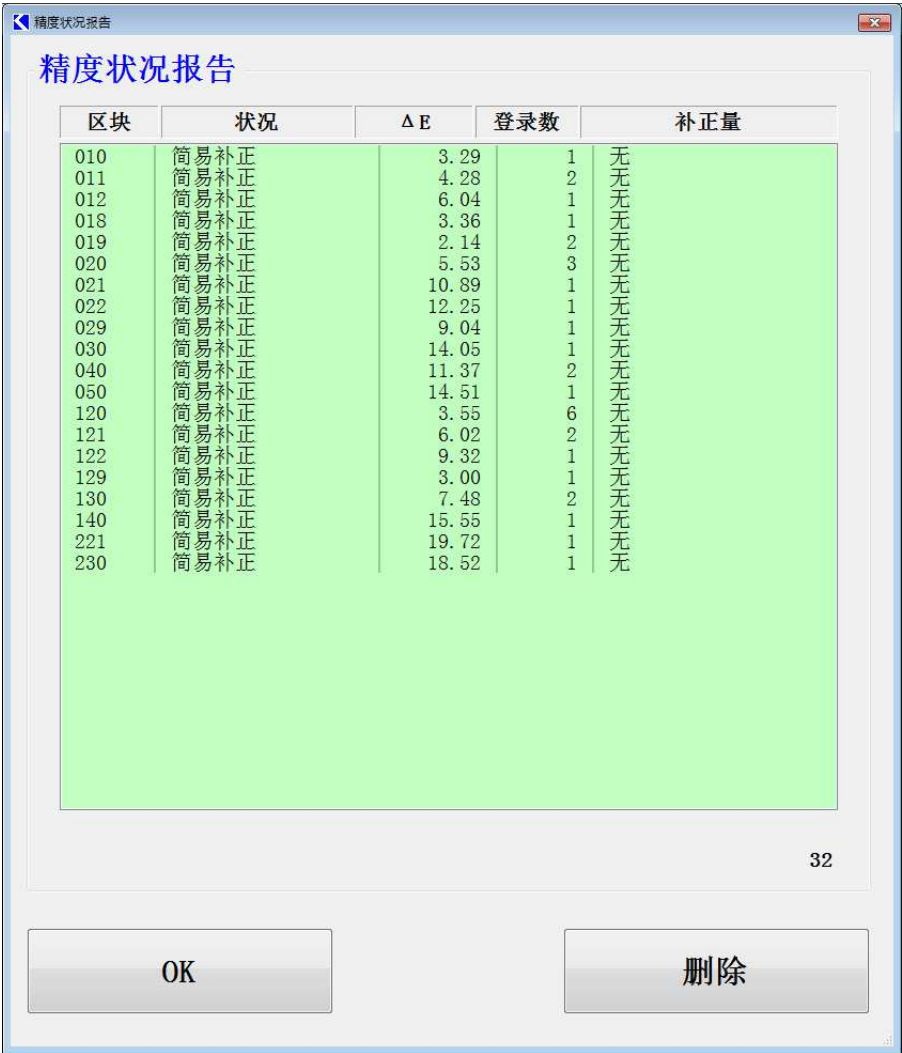 精度状况报告
精度状况报告
区块 状况 ΔE 登录数 补正量
010 简易补正 3.29 1 无
011 简易补正 4.28 2 无
012 简易补正 6.04 1 无
018 简易补正 3.36 1 无
019 简易补正 2.14 2 无
020 简易补正 5.53 3 无
021 简易补正 10.89 1 无
022 简易补正 12.25 1 无
029 简易补正 9.04 1 无
030 简易补正 14.05 1 无
040 简易补正 11.37 2 无
050 简易补正 14.51 1 无
120 简易补正 3.55 6 无
121 简易补正 6.02 2 无
122 简易补正 9.32 1 无
129 简易补正 3.00 1 无
130 简易补正 7.48 2 无
140 简易补正 15.55 1 无
221 简易补正 19.72 1 无
230 简易补正 18.52 1 无
32
OK 删除